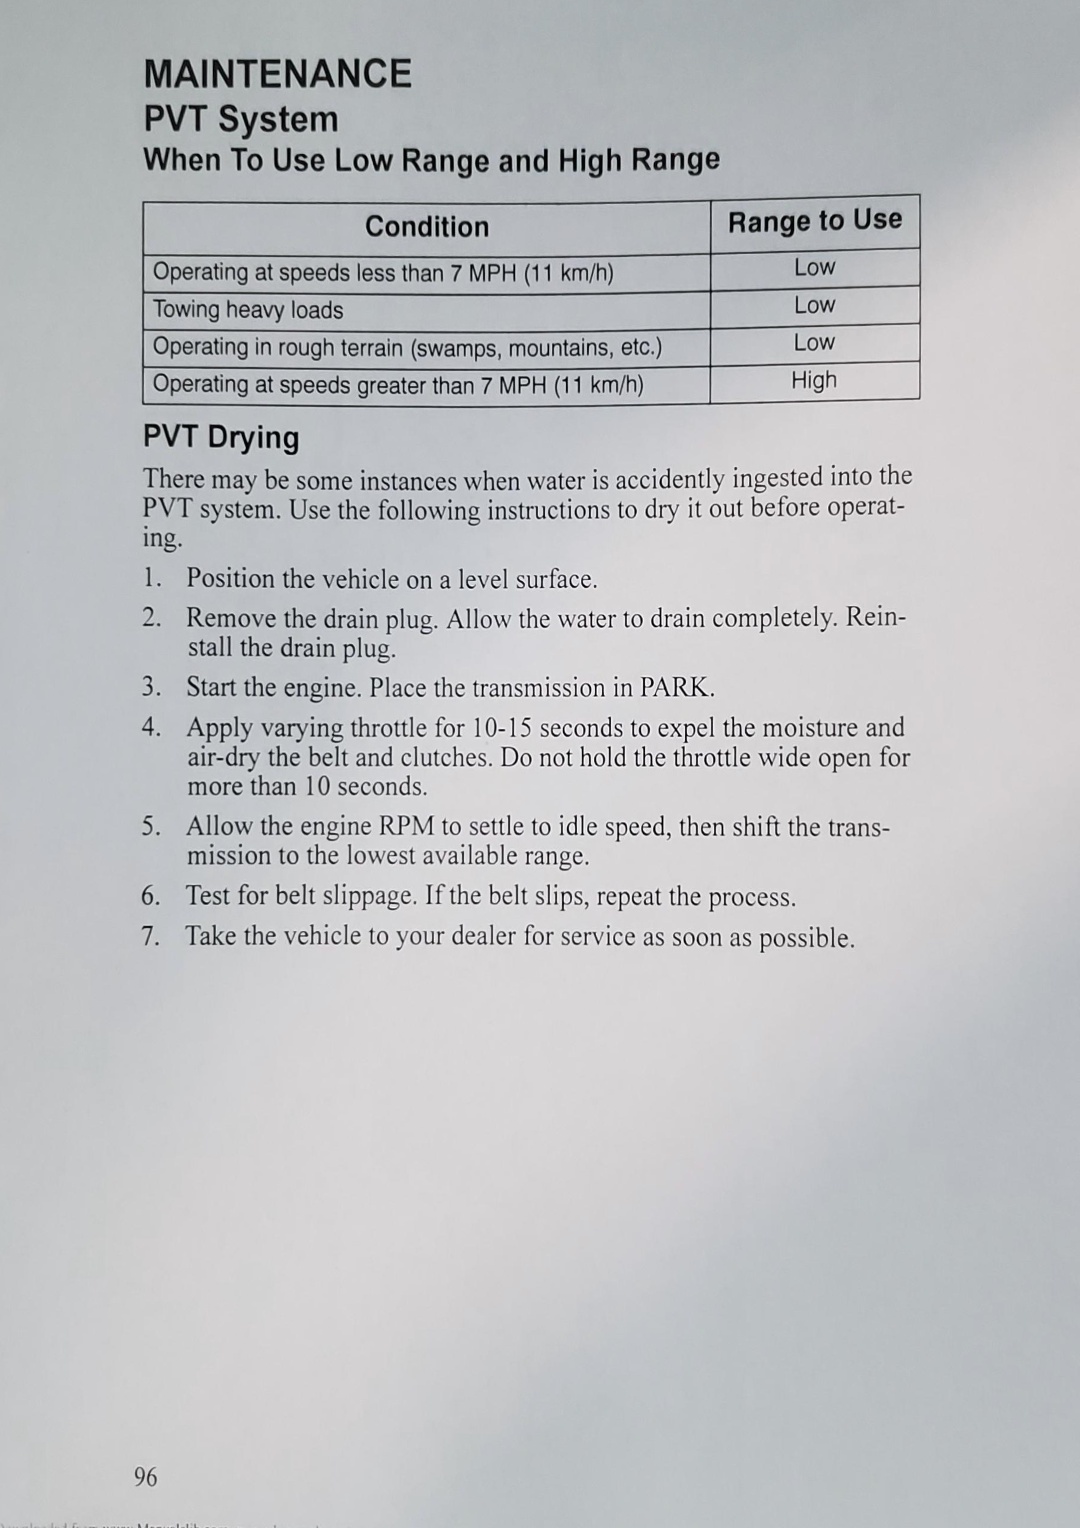 MAINTENANCE
PVT System
When To Use Low Range and High Range
Condition Range to Use
Operating at speeds less than 7 MPH (11 km/h) Low
Towing heavy loads Low
Operating in rough terrain (swamps, mountains, etc.) Low
Operating at speeds greater than 7 MPH (11 km/h) High
PVT Drying
There may be some instances when water is accidently ingested into the
PVT system. Use the following instructions to dry it out before operat-
ing.
1. Position the vehicle on a level surface.
2. Remove the drain plug. Allow the water to drain completely. Rein-
stall the drain plug.
3. Start the engine. Place the transmission in PARK.
4. Apply varying throttle for 10-15 seconds to expel the moisture and
air-dry the belt and clutches. Do not hold the throttle wide open for
more than 10 seconds.
5. Allow the engine RPM to settle to idle speed, then shift the trans-
mission to the lowest available range.
6. Test for belt slippage. If the belt slips, repeat the process.
7. Take the vehicle to your dealer for service as soon as possible.
96